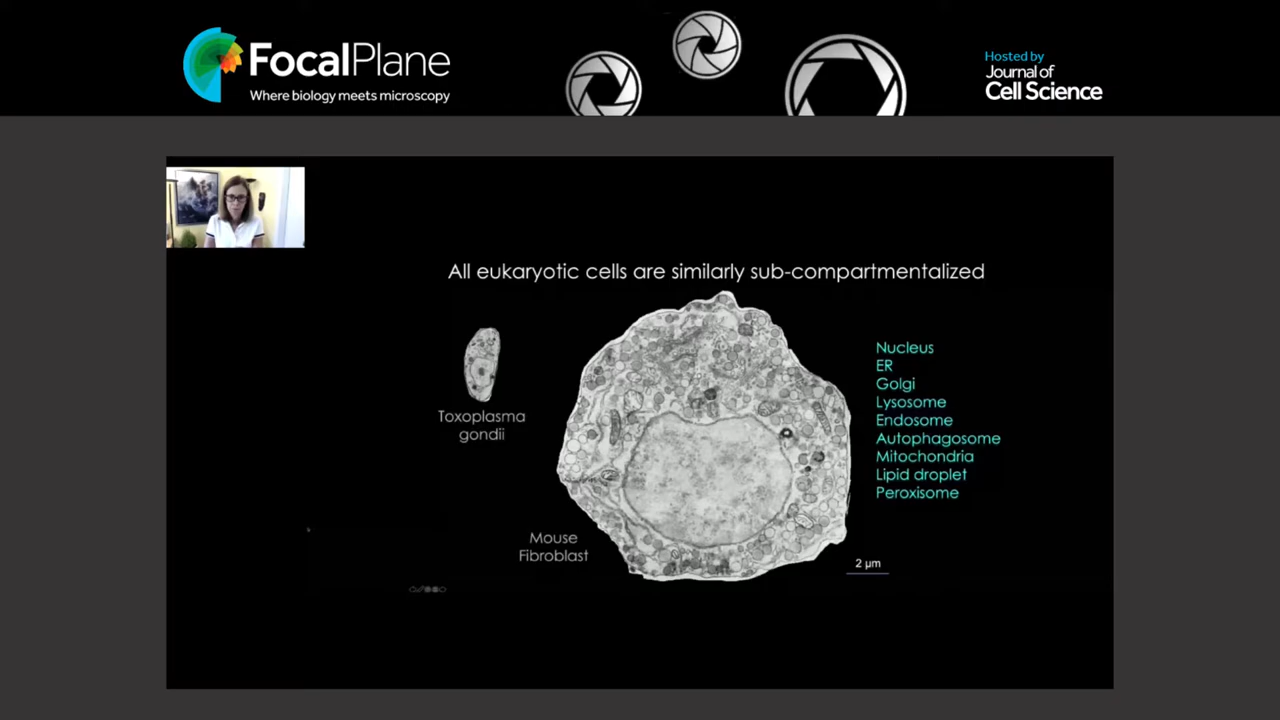 FocalPlane
Where biology meets microscopy
Hosted by
Journal of
Cell Science
All eukaryotic cells are similarly sub-compartmentalized
Toxoplasma
gondii
Mouse
Fibroblast
Nucleus
ER
Golgi
Lysosome
Endosome
Autophagosome
Mitochondria
Lipid droplet
Peroxisome
2 µm